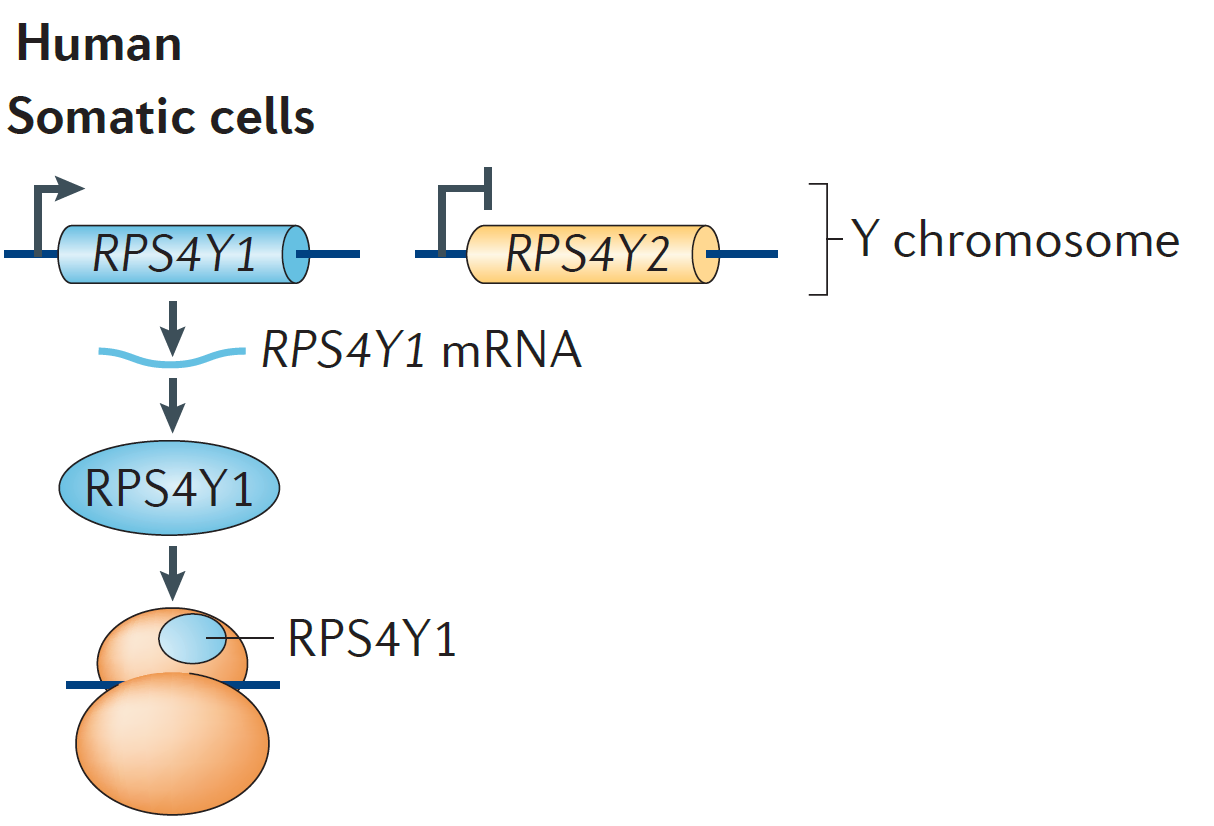 Human
Somatic cells
RPS4Y1
RPS4Y2
Y chromosome
RPS4Y1 mRNA
RPS4Y1
RPS4Y1